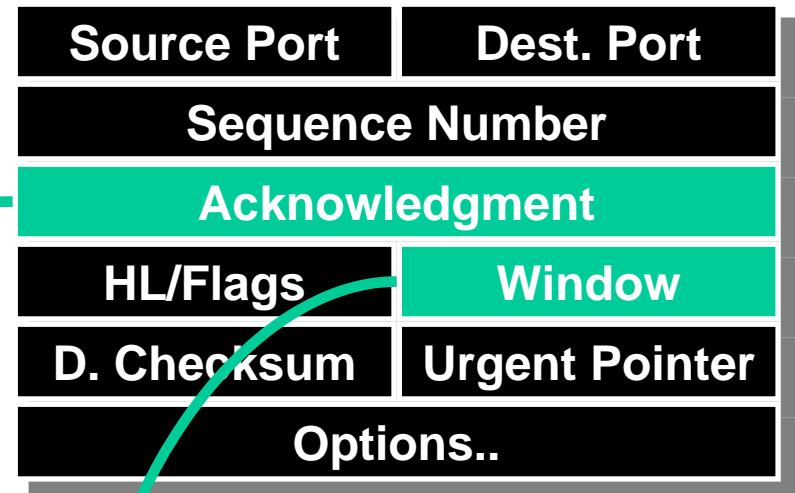 Source Port Dest. Port
Sequence Number
Acknowledgment
HL/Flags Window
D. Checksum Urgent Pointer
Options..